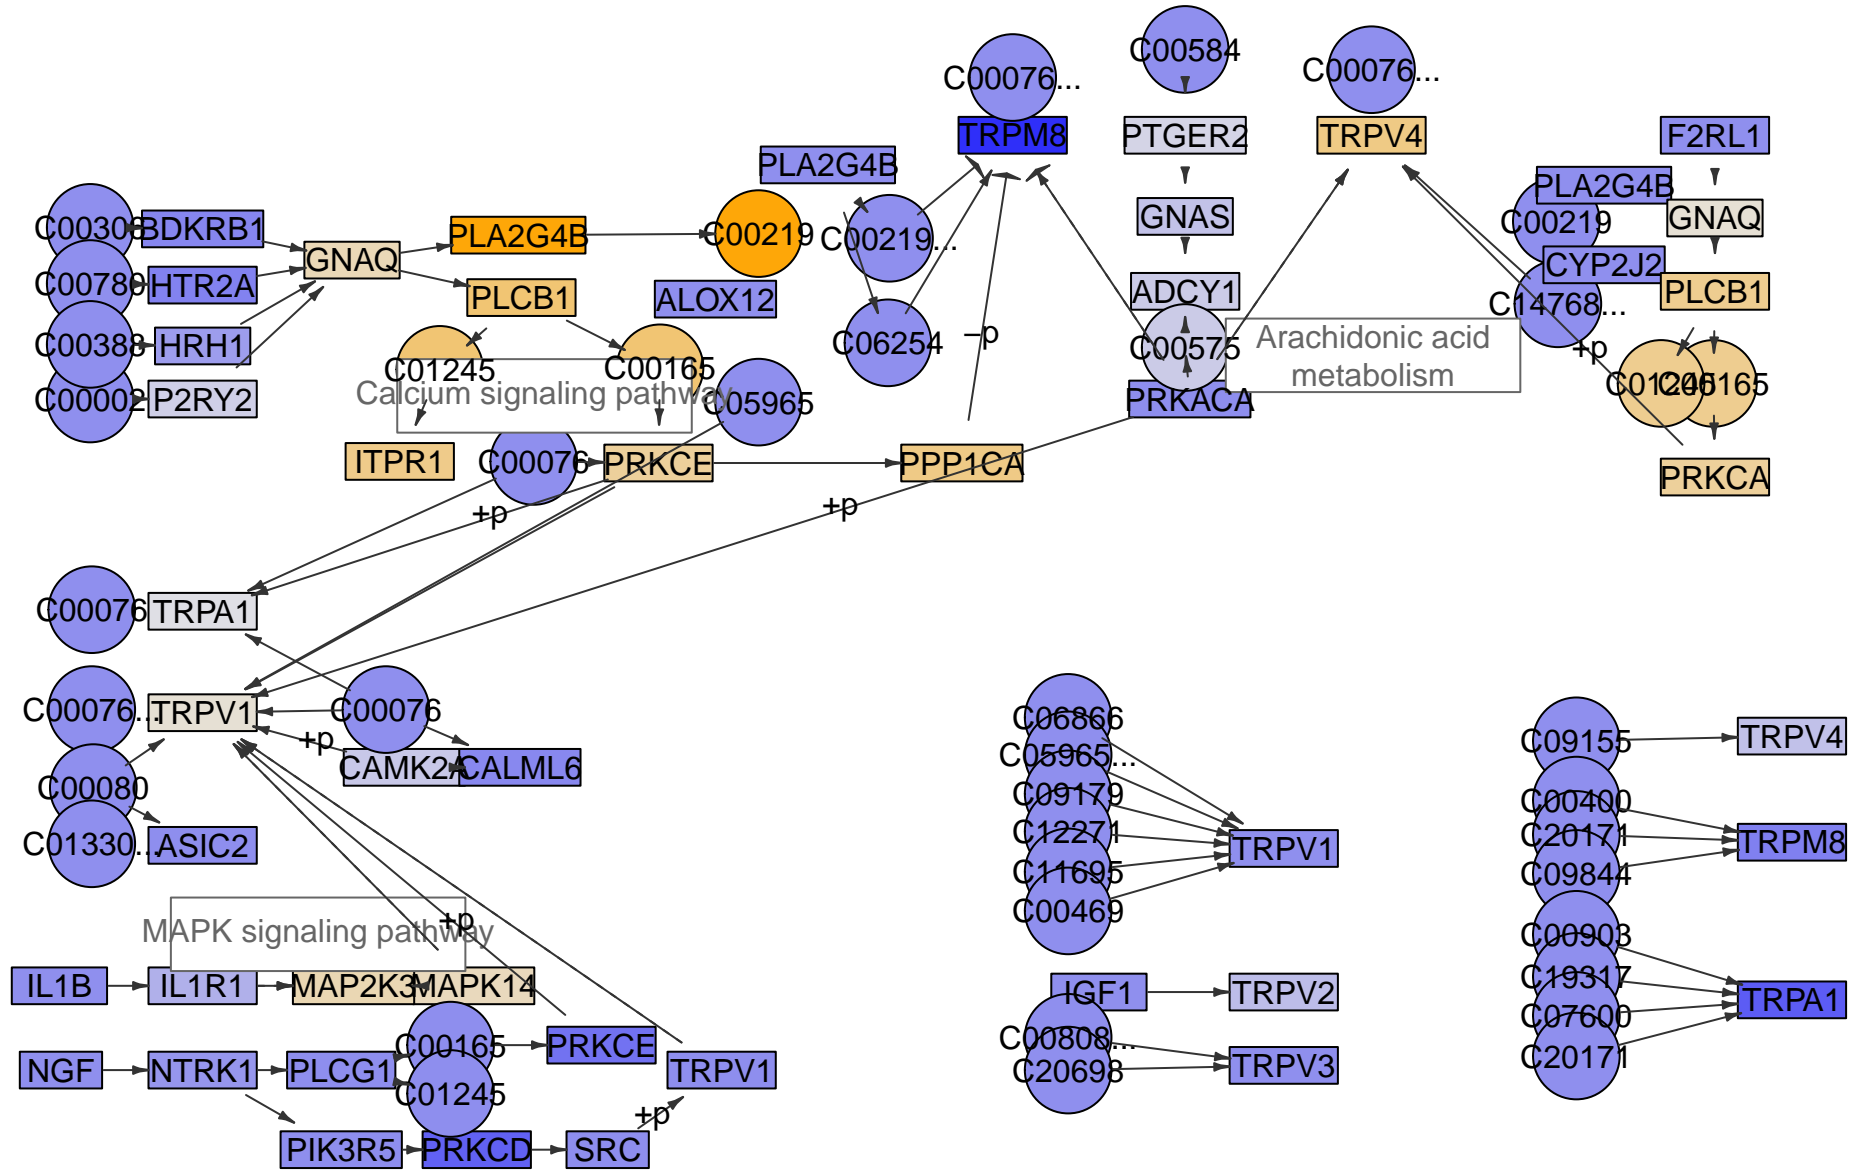 C00584
C00076...
C00076...
TRPM8
PTGER2
TRPV4
F2RL1
PLA2G4B
PLA2G4B
C00219
GNAS
GNAQ
BDKRB1
PLA2G4B
C00219
C00219...
GNAQ
CYP2J2
C00780
HTR2A
PLCB1
ALOX12
ADCY1
C14768...
PLCB1
C00388
HRH1
C06254
–p
C00575
Arachidonic acid
metabolism
+p
C01245
C00165
C00165
Calcium signaling pathway
C00002
P2RY2
C05965
PRKACA
ITPR1
C00076
PRKCE
PPP1CA
PRKCA
+p
+p
C00076
TRPA1
C00076...
TRPV1
C00076
+p
CAMK2A
CALML6
C00080
C01330...
ASIC2
C06866
C05965...
C09179
C12271
C11695
C00469
TRPV1
C09155
TRPV4
C00400
C20171
C09844
TRPM8
MAPK signaling pathway
+p
IL1B
IL1R1
MAP2K3
MAPK14
IGF1
TRPV2
C00903
C19317
C07600
C20171
TRPA1
C00808...
C20698
TRPV3
NGF
NTRK1
PLCG1
C00165
C01245
PRKCE
TRPV1
+p
PIK3R5
PRKCD
SRC